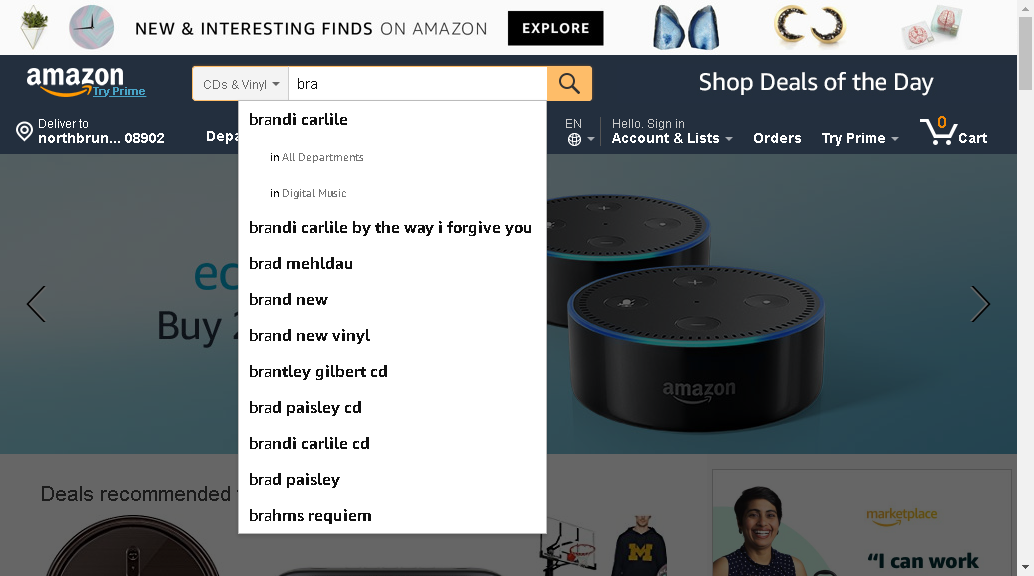 NEW & INTERESTING FINDS ON AMAZON EXPLORE
amazon
Try Prime
CDs & Vinyl
bra
Shop Deals of the Day
Deliver to
northbrun... 08902
Depa
EN
Hello. Sign in
Account & Lists
Orders
Try Prime
0
Cart
brandi carlile
in All Departments
in Digital Music
brandi carlile by the way i forgive you
brad mehldau
brand new
brand new vinyl
brantley gilbert cd
brad paisley cd
brandi carlile cd
brad paisley
brahms requiem
ec
Buy 2
amazon
Deals recommended
M
marketplace
“I can work